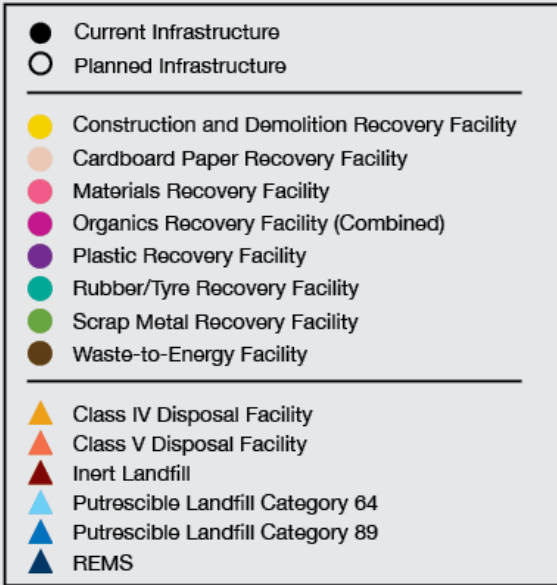 Current Infrastructure
Planned Infrastructure
Construction and Demolition Recovery Facility
Cardboard Paper Recovery Facility
Materials Recovery Facility
Organics Recovery Facility (Combined)
Plastic Recovery Facility
Rubber/Tyre Recovery Facility
Scrap Metal Recovery Facility
Waste-to-Energy Facility
Class IV Disposal Facility
Class V Disposal Facility
Inert Landfill
Putrescible Landfill Category 64
Putrescible Landfill Category 89
REMS